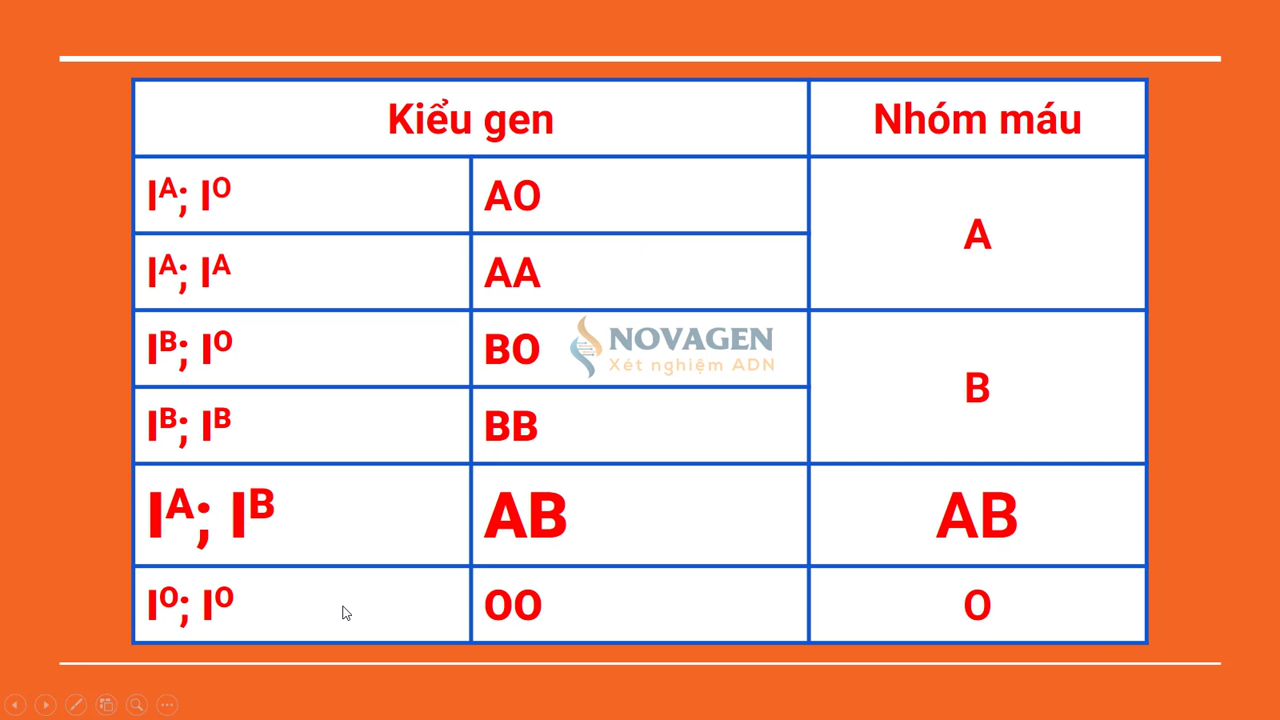 Kiểu gen Nhóm máu
Iᴬ; Iᴼ AO
A
Iᴬ; Iᴬ AA
Iᴮ; Iᴼ BO
NOVAGEN
Xét nghiệm ADN
B
Iᴮ; Iᴮ BB
Iᴬ; Iᴮ AB AB
Iᴼ; Iᴼ OO O